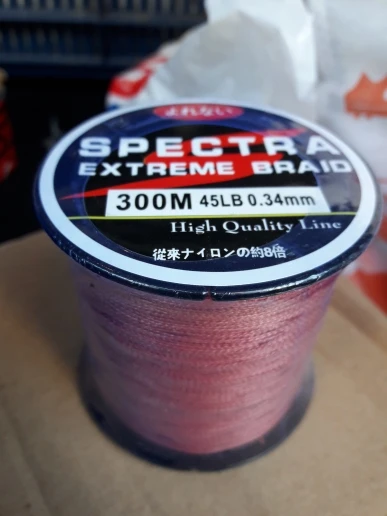 よれない
SPECTRA
EXTREME BRAID
300M 45LB 0.34mm
High Quality Line
従来ナイロンの約8倍